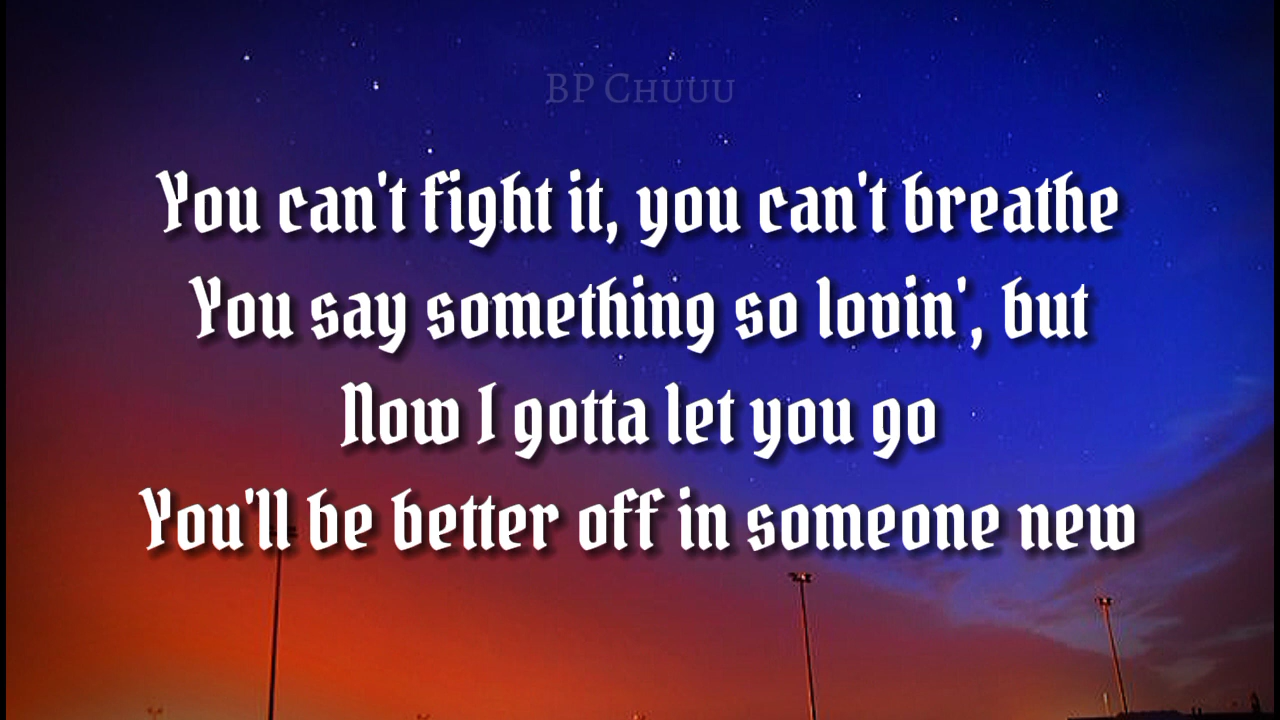 BP Chuuu
You can't fight it, you can't breathe
You say something so lovin', but
Now I gotta let you go
You'll be better off in someone new